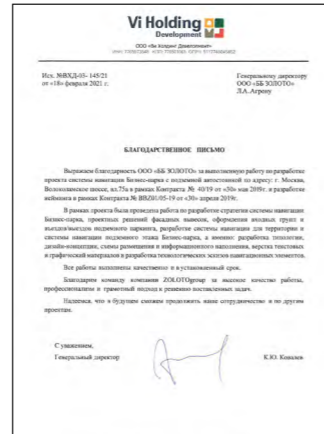 Vi Holding
Development
ООО «Ви Холдинг Девелопмент»
Исх. №ВХД-03- 145/21
от «18» февраля 2021 г.
Генеральному директору
ООО «ББ ЗОЛОТО»
БЛАГОДАРСТВЕННОЕ ПИСЬМО
Выражаем благодарность ООО «ББ ЗОЛОТО» за выполненную работу по разработке
проекта системы навигации Бизнес-парка с подземной автостоянкой по адресу: г. Москва,
Волоколамское шоссе, вл.75а в рамках Контракта № 40/19 от «30» мая 2019г. и разработке
нейминга в рамках Контракта № BBZ01/05-19 от «30» апреля 2019г.
В рамках проекта была проведена работа по разработке стратегии системы навигации
Бизнес-парка, проектных решений фасадных вывесок, оформления входных групп и
въездов/выездов подземного паркинга, разработке системы навигации для территории и
системы навигации подземного этажа Бизнес-парка, а именно: разработка типологии,
дизайн-концепции, схемы размещения и информационного наполнения, верстка текстовых
и графический материалов и разработка технологических эскизов навигационных элементов.
Все работы выполнены качественно и в установленный срок.
Благодарим команду компании ZOLOTOgroup за высокое качество работы,
профессионализм и грамотный подход к решению поставленных задач.
Надеемся, что в будущем сможем продолжить наше сотрудничество и по другим
проектам.
С уважением,
Генеральный директор
К.Ю. Ковалев